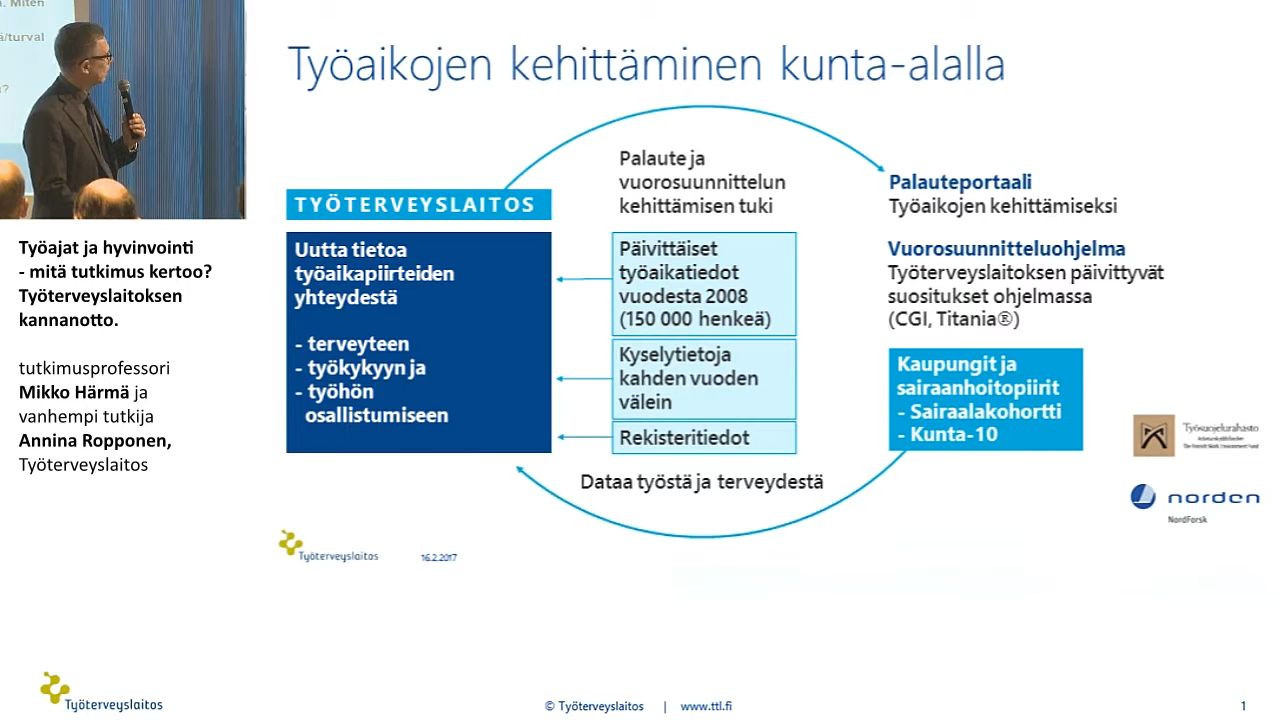 Miten
ä/turval
Työajat ja hyvinvointi
- mitä tutkimus kertoo?
Työterveyslaitoksen
kannanotto.
tutkimusprofessori
Mikko Härmä ja
vanhempi tutkija
Annina Ropponen,
Työterveyslaitos
Työaikojen kehittäminen kunta-alalla
TYÖTERVEYSLAITOS
Uutta tietoa
työaikapiirteiden
yhteydestä
- terveyteen
- työkykyyn ja
- työhön
osallistumiseen
Palaute ja
vuorosuunnittelun
kehittämisen tuki
Päivittäiset
työaikatiedot
vuodesta 2008
(150 000 henkeä)
Kyselytietoja
kahden vuoden
välein
Rekisteritiedot
Dataa työstä ja terveydestä
Palauteportaali
Työaikojen kehittämiseksi
Vuorosuunnitteluohjelma
Työterveyslaitoksen päivittyvät
suositukset ohjelmassa
(CGI, Titania®)
Kaupungit ja
sairaanhoitopiirit
- Sairaalakohortti
- Kunta-10
Työsuojelurahasto
norden
NordForsk
Työterveyslaitos
16.2.2017
Työterveyslaitos
© Työterveyslaitos | www.ttl.fi
1